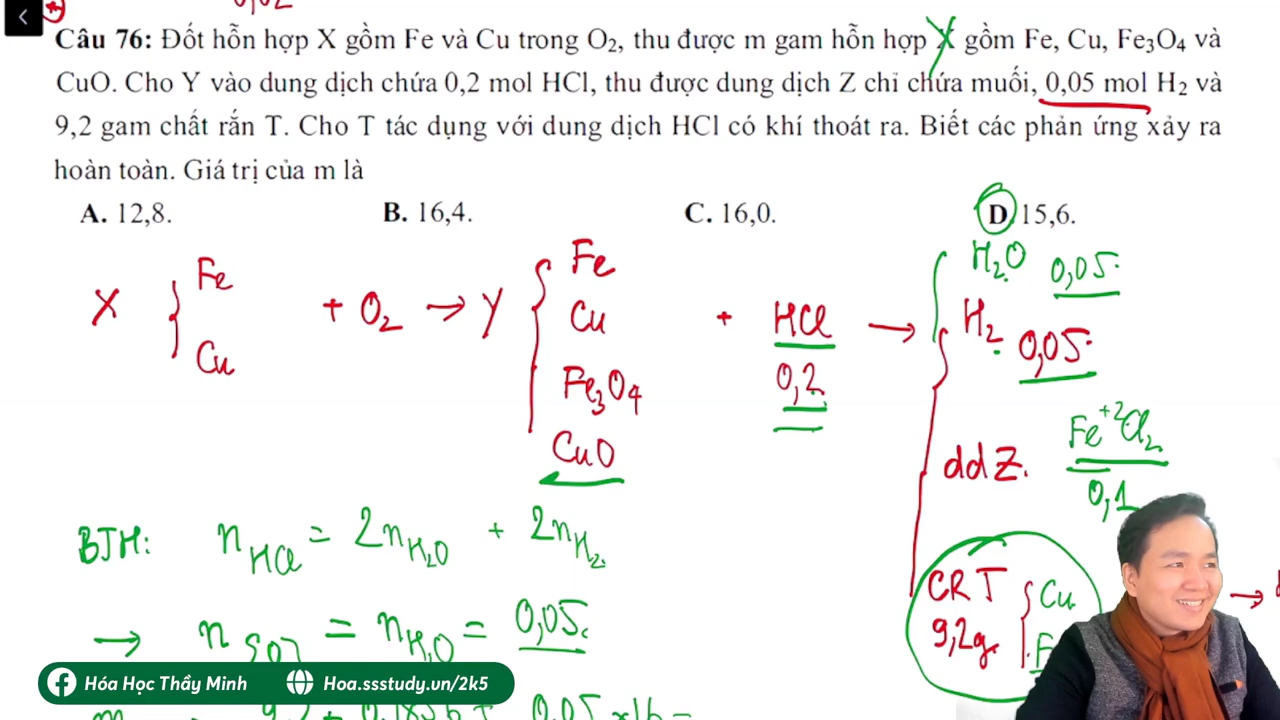 Câu 76: Đốt hỗn hợp X gồm Fe và Cu trong O₂, thu được m gam hỗn hợp Y gồm Fe, Cu, Fe₃O₄ và
CuO. Cho Y vào dung dịch chứa 0,2 mol HCl, thu được dung dịch Z chỉ chứa muối, 0,05 mol H₂ và
9,2 gam chất rắn T. Cho T tác dụng với dung dịch HCl có khí thoát ra. Biết các phản ứng xảy ra
hoàn toàn. Giá trị của m là
A. 12,8. B. 16,4. C. 16,0. D. 15,6.
H₂O 0,05.
X { Fe Cu + O₂ → Y { Fe Cu Fe₃O₄ CuO + HCl 0,2 → H₂ 0,05.
ddZ. Fe⁺²Cl₂ 0,1
BTH: nHCl = 2nH₂O + 2nH₂.
CRT 9,2g. { Cu
→ = nH₂O = 0,05.
Hóa Học Thầy Minh Hoa.ssstudy.vn/2k5